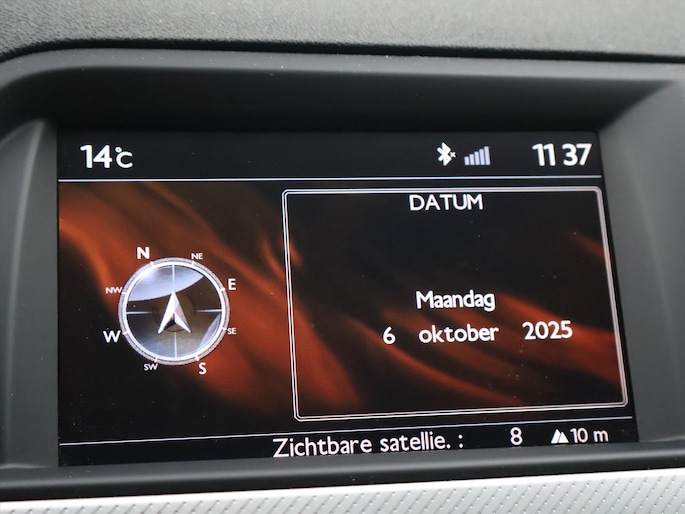 14°C 11 37
DATUM
N NE
NW E
Maandag
W SE
6 oktober 2025
SW S
Zichtbare satellie. : 8 10 m